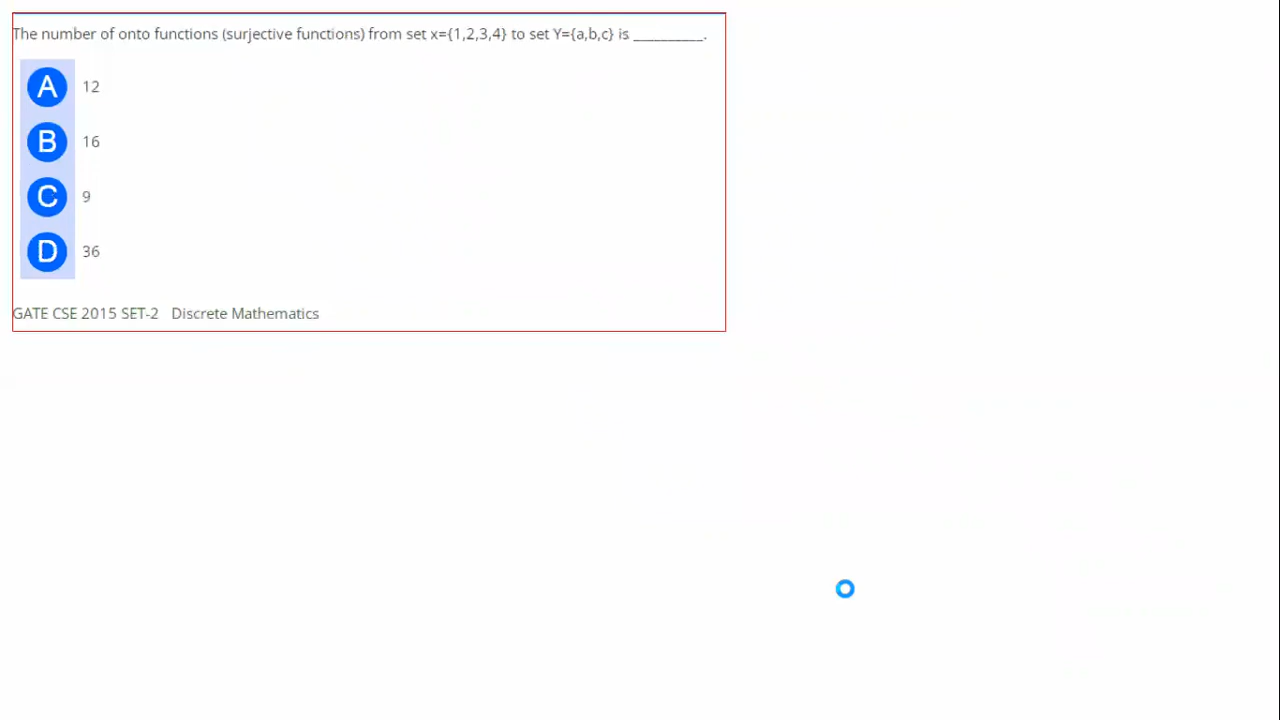 The number of onto functions (surjective functions) from set x={1,2,3,4} to set Y={a,b,c} is __________.
A 12
B 16
C 9
D 36
GATE CSE 2015 SET-2 Discrete Mathematics